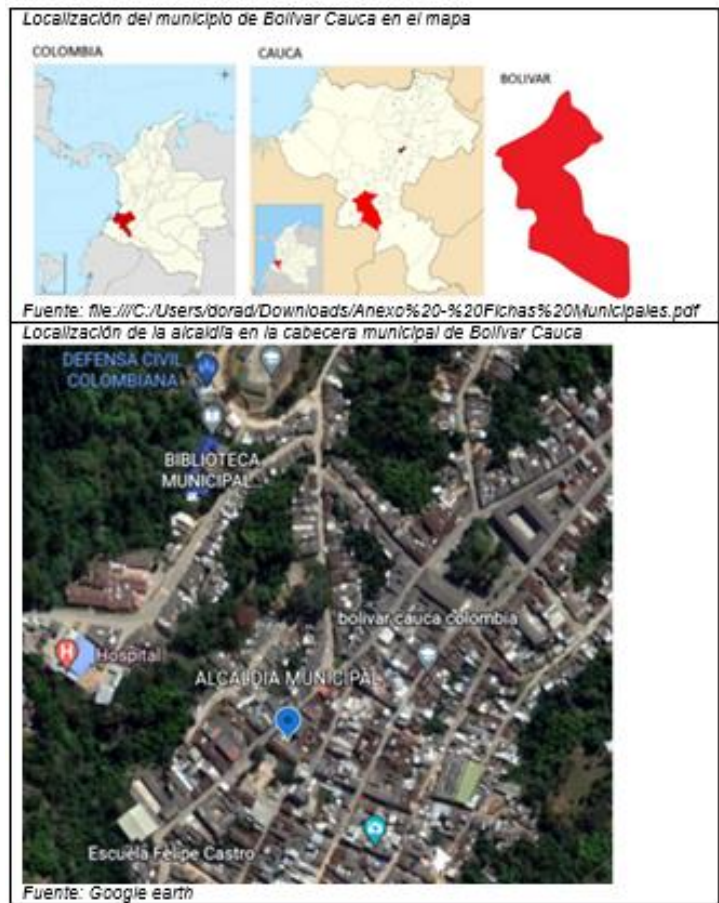 Localización del municipio de Bolívar Cauca en el mapa
COLOMBIA
CAUCA
BOLIVAR
Fuente: file:///C:/Users/dorad/Downloads/Anexo%20-%20Fichas%20Municipales.pdf
Localización de la alcaldía en la cabecera municipal de Bolívar Cauca
DEFENSA CIVIL
COLOMBIANA
BIBLIOTECA
MUNICIPAL...
bolivar cauca colombia
H
Hospital
ALCALDIA MUNICIPAL
Escuela Felipe Castro
Fuente: Google earth